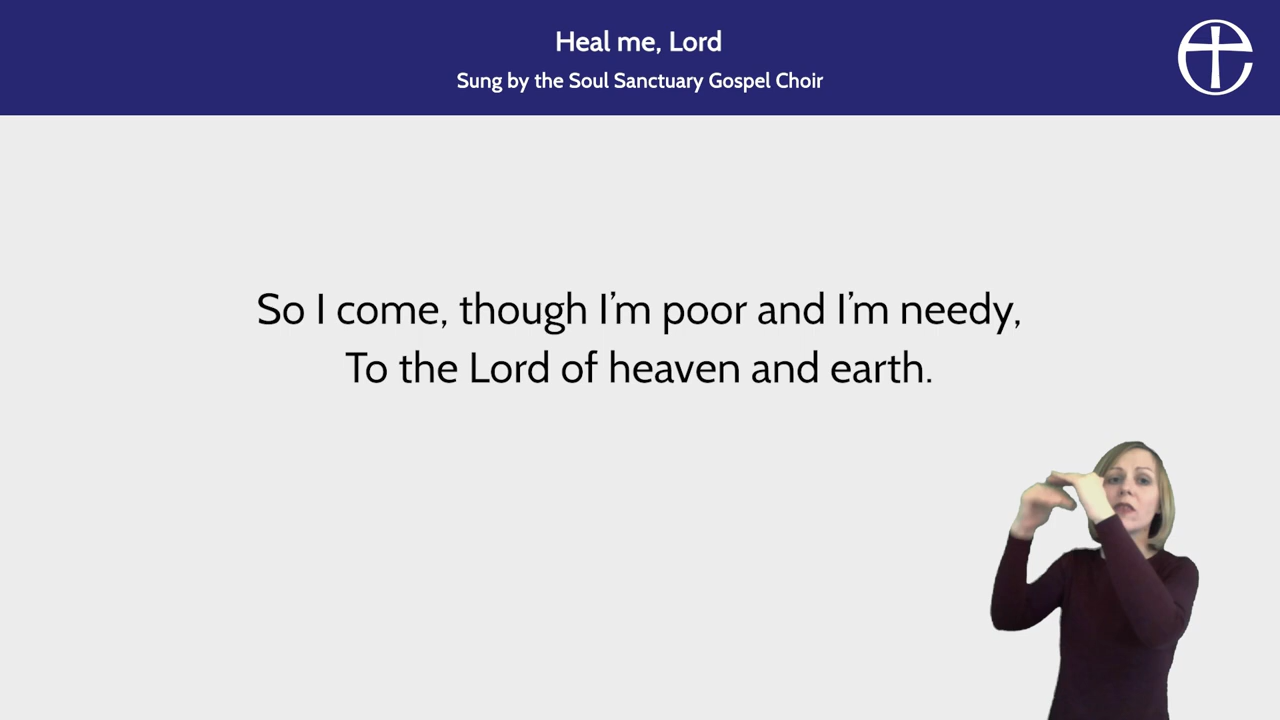 Heal me, Lord
Sung by the Soul Sanctuary Gospel Choir
So I come, though I’m poor and I’m needy,
To the Lord of heaven and earth.